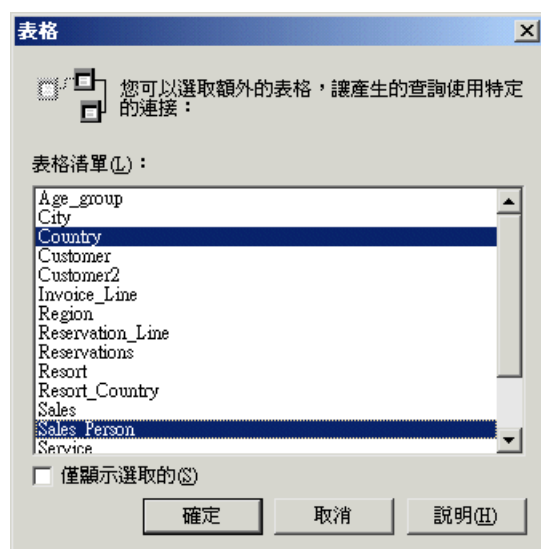 表格
您可以選取額外的表格，讓產生的查詢使用特定
的連接：
表格清單(L)：
Age_group
City
Country
Customer
Customer2
Invoice_Line
Region
Reservation_Line
Reservations
Resort
Resort_Country
Sales
Sales_Person
Service
僅顯示選取的(S)
確定
取消
說明(H)